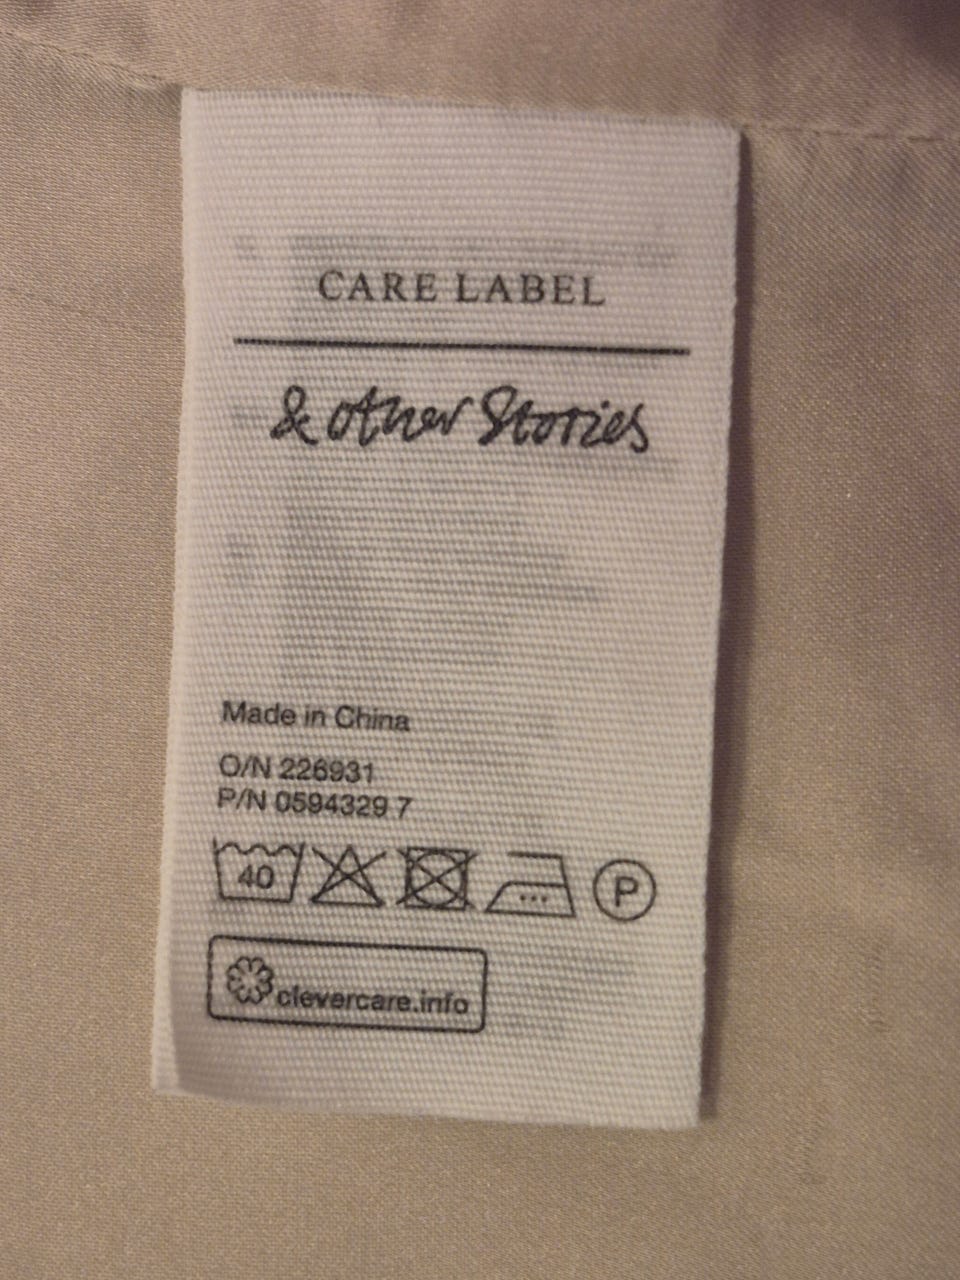 CARE LABEL
& other Stories
Made in China
O/N 226931
P/N 0594329 7
40
P
clevercare.info